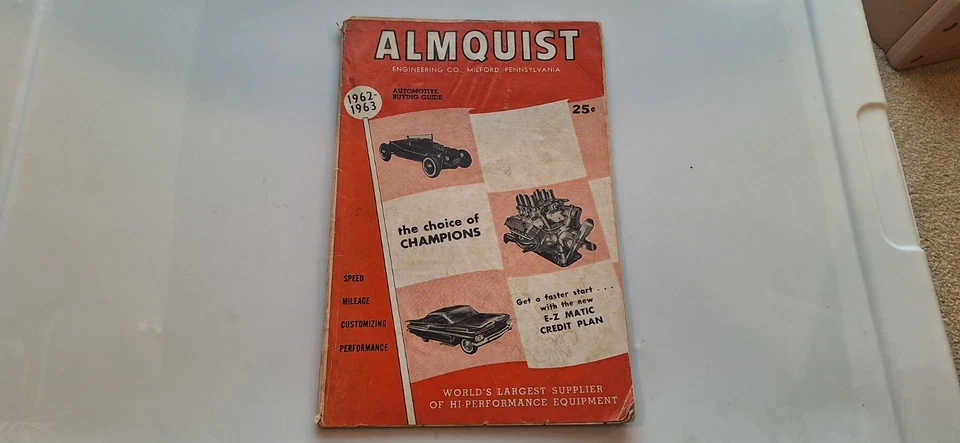 ALMQUIST
ENGINEERING CO., MILFORD, PENNSYLVANIA
1962-
1963
AUTOMOTIVE
BUYING GUIDE
25¢
the choice of
CHAMPIONS
Get a faster start . . .
with the new
E-Z MATIC
CREDIT PLAN
SPEED
MILEAGE
CUSTOMIZING
PERFORMANCE
WORLD'S LARGEST SUPPLIER
OF HI-PERFORMANCE EQUIPMENT